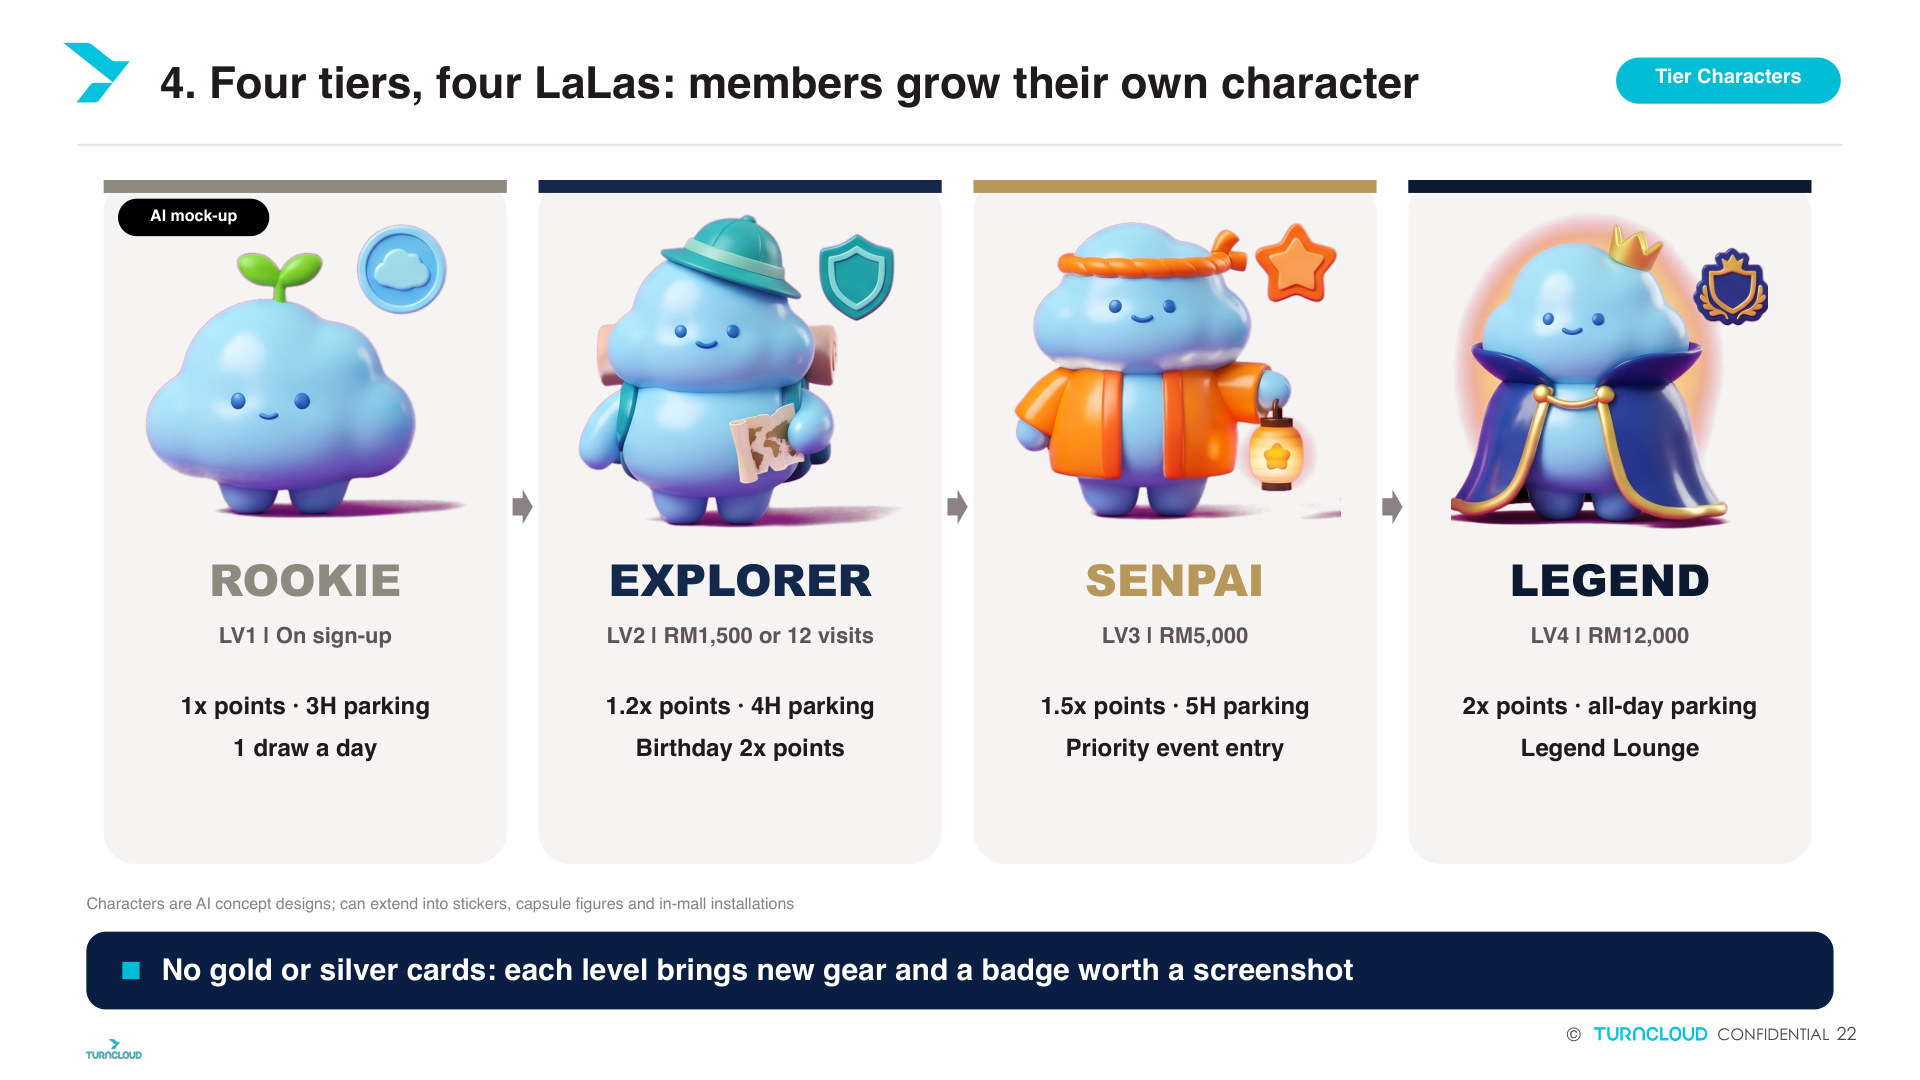 4. Four tiers, four LaLas: members grow their own character
Tier Characters
AI mock-up
ROOKIE
LV1 | On sign-up
1x points · 3H parking
1 draw a day
EXPLORER
LV2 | RM1,500 or 12 visits
1.2x points · 4H parking
Birthday 2x points
SENPAI
LV3 | RM5,000
1.5x points · 5H parking
Priority event entry
LEGEND
LV4 | RM12,000
2x points · all-day parking
Legend Lounge
Characters are AI concept designs; can extend into stickers, capsule figures and in-mall installations
■ No gold or silver cards: each level brings new gear and a badge worth a screenshot
TURNCLOUD
© TURNCLOUD CONFIDENTIAL 22